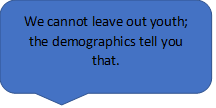 We cannot leave out youth;
the demographics tell you
that.